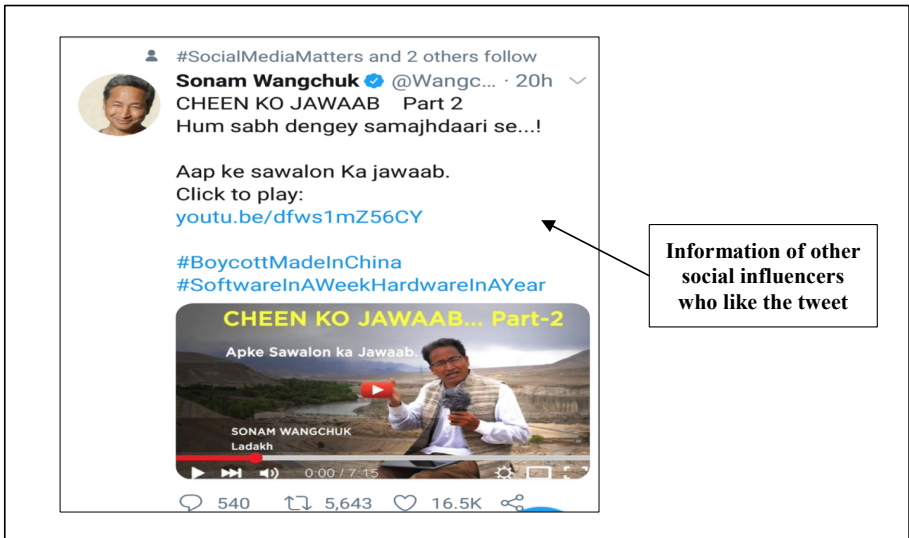 #SocialMediaMatters and 2 others follow
Sonam Wangchuk @Wangc... · 20h
CHEEN KO JAWAAB Part 2
Hum sabh dengey samajhdaari se...!
Aap ke sawalon Ka jawaab.
Click to play:
youtu.be/dfws1mZ56CY
#BoycottMadeInChina
#SoftwareInAWeekHardwareInAYear
CHEEN KO JAWAAB... Part-2
Apke Sawalon ka Jawaab.
SONAM WANGCHUK
Ladakh
0:00 / 7:15
540 5,643 16.5K
Information of other
social influencers
who like the tweet